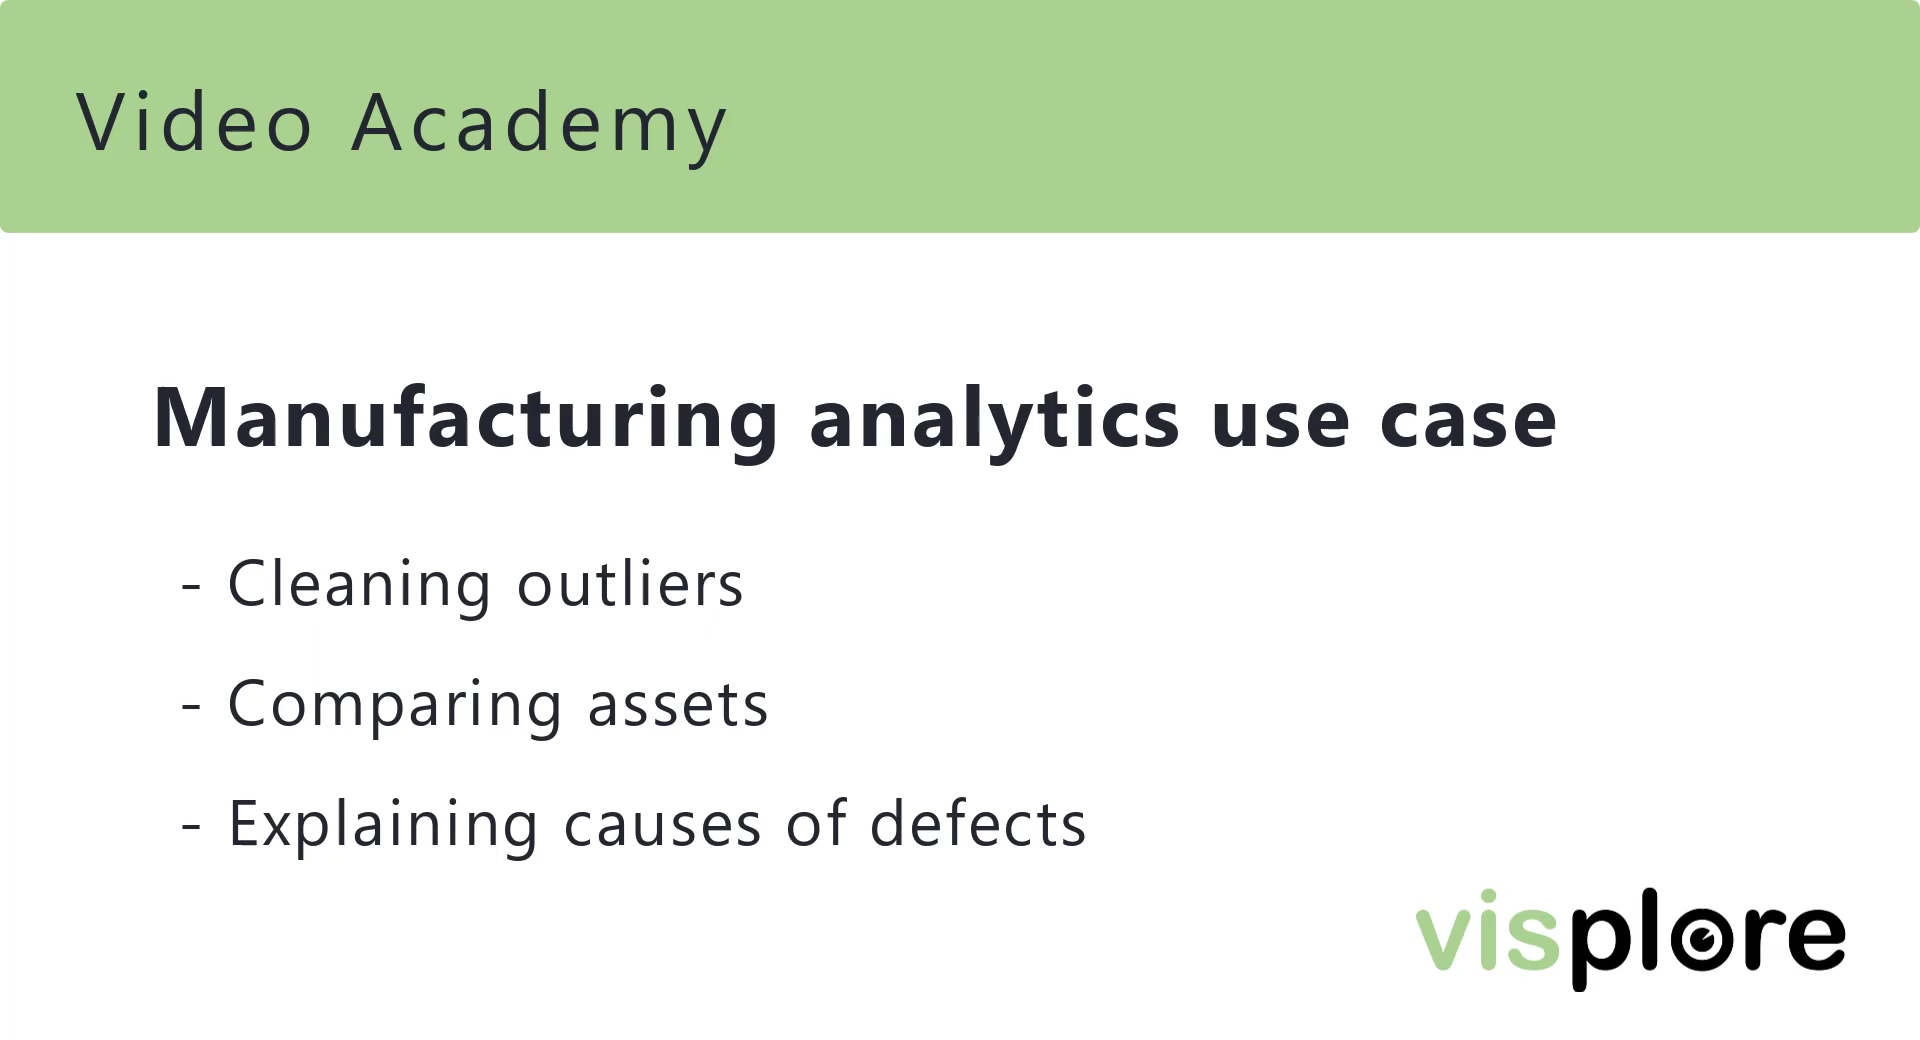 Video Academy
Manufacturing analytics use case
- Cleaning outliers
- Comparing assets
- Explaining causes of defects
visplore